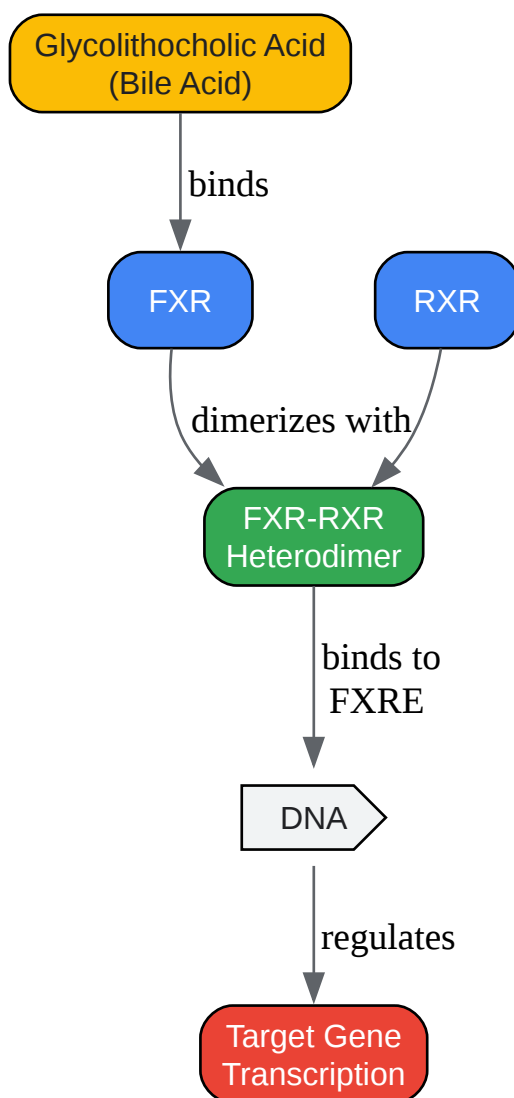 Glycolithocholic Acid
(Bile Acid)
binds
FXR
RXR
dimerizes with
FXR-RXR
Heterodimer
binds to
FXRE
DNA
regulates
Target Gene
Transcription